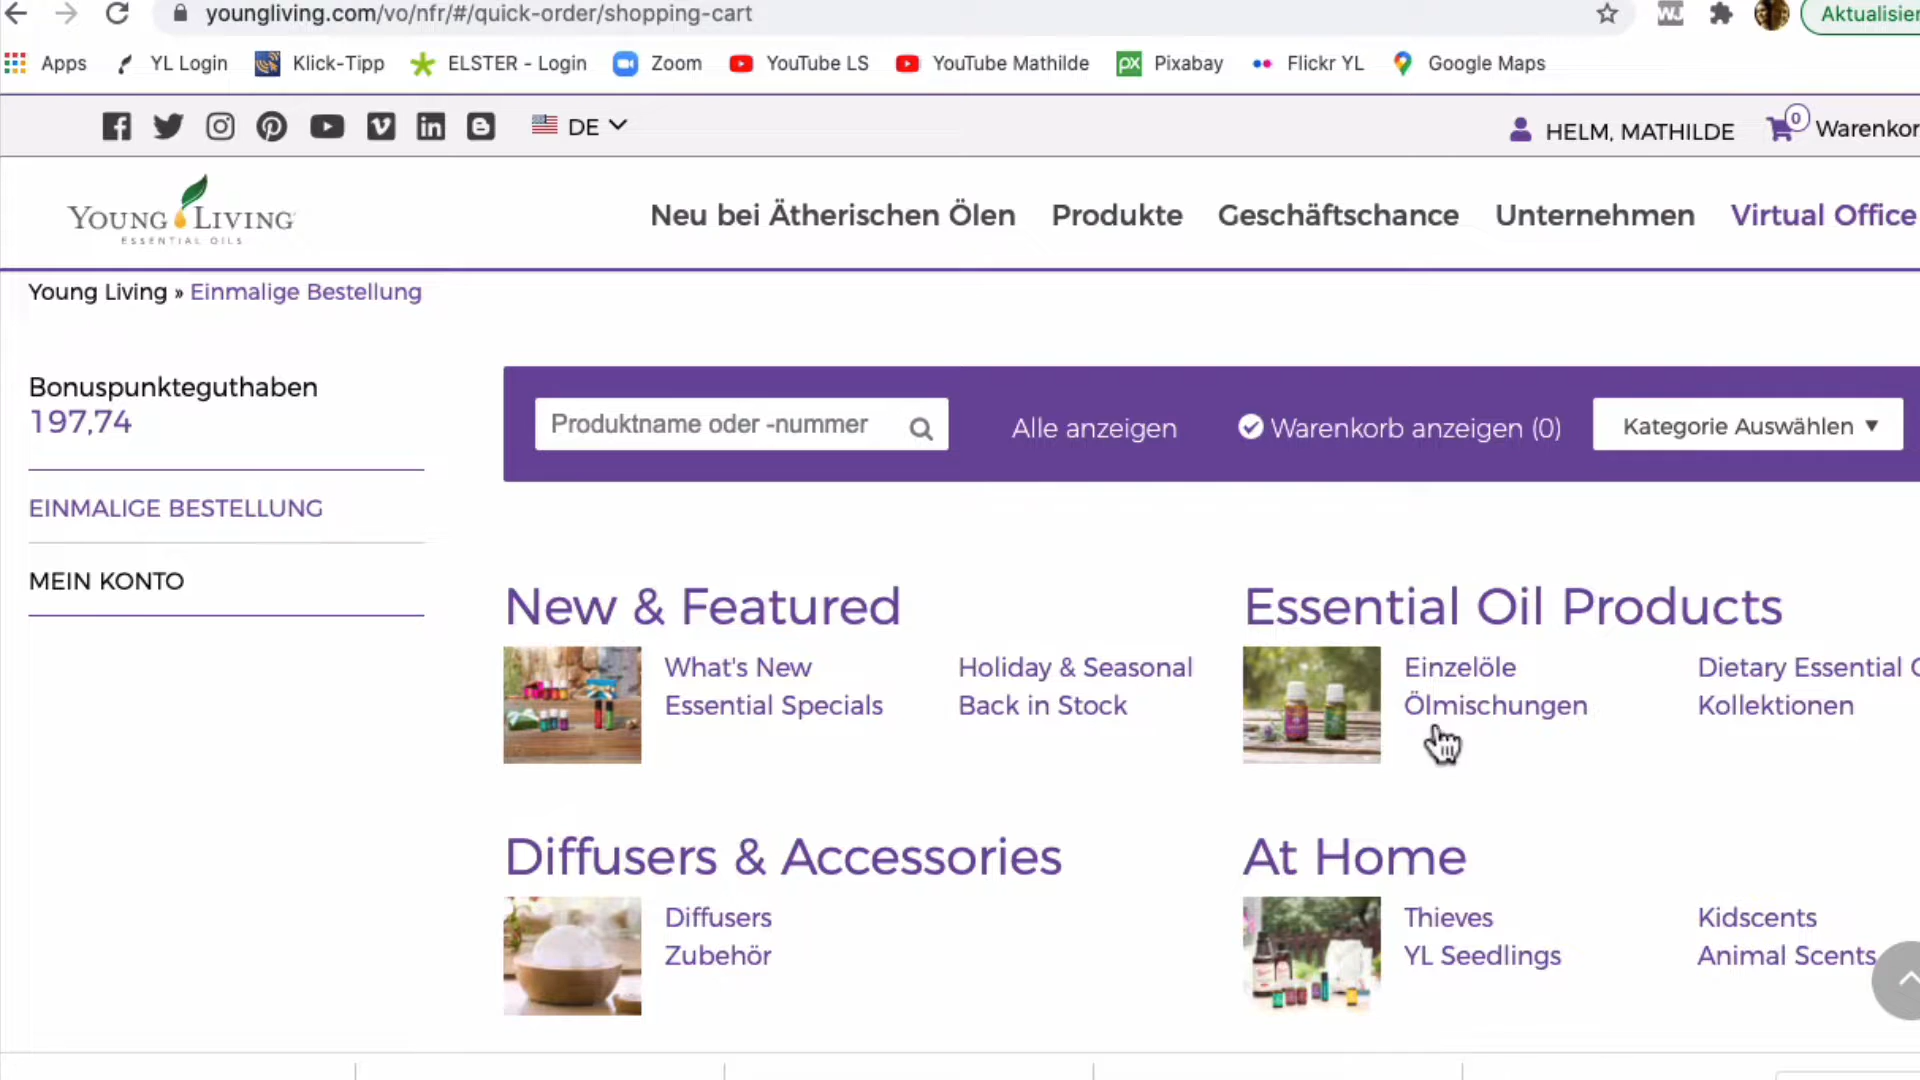 youngliving.com/vo/nfr/#/quick-order/shopping-cart
WJ
Aktualisier
Apps
YL Login
Klick-Tipp
ELSTER - Login
Zoom
YouTube LS
YouTube Mathilde
px
Pixabay
Flickr YL
Google Maps
DE
HELM, MATHILDE
0
Warenkor
YOUNG LIVING
ESSENTIAL OILS
Neu bei Ätherischen Ölen
Produkte
Geschäftschance
Unternehmen
Virtual Office
Young Living » Einmalige Bestellung
Bonuspunkteguthaben
197,74
EINMALIGE BESTELLUNG
MEIN KONTO
Produktname oder -nummer
Alle anzeigen
Warenkorb anzeigen (0)
Kategorie Auswählen ▼
New & Featured
What's New
Holiday & Seasonal
Essential Specials
Back in Stock
Essential Oil Products
Einzelöle
Dietary Essential
Ölmischungen
Kollektionen
Diffusers & Accessories
Diffusers
Zubehör
At Home
Thieves
Kidscents
YL Seedlings
Animal Scents